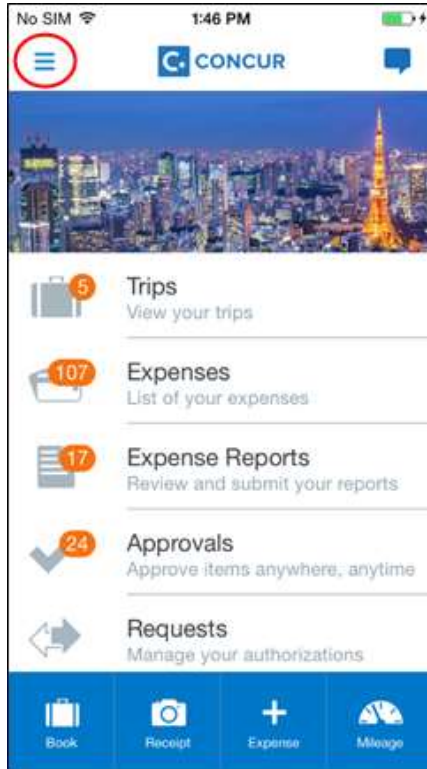 No SIM 1:46 PM
C. CONCUR
5
Trips
View your trips
107
Expenses
List of your expenses
17
Expense Reports
Review and submit your reports
24
Approvals
Approve items anywhere, anytime
Requests
Manage your authorizations
Book Receipt Expense Mileage